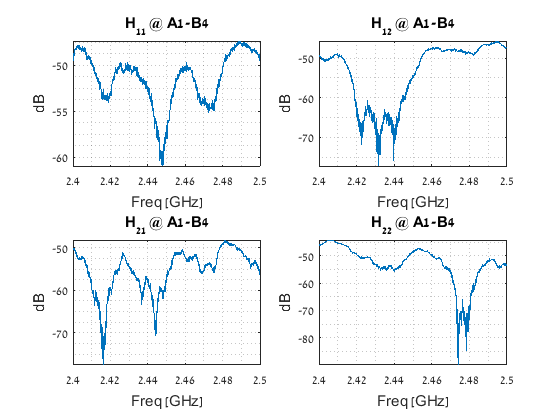 H11 @ A1-B4
H12 @ A1-B4
dB
-50
-55
-60
2.4 2.42 2.44 2.46 2.48 2.5
Freq [GHz]
dB
-50
-60
-70
2.4 2.42 2.44 2.46 2.48 2.5
Freq [GHz]
H21 @ A1-B4
H22 @ A1-B4
dB
-50
-60
-70
2.4 2.42 2.44 2.46 2.48 2.5
Freq [GHz]
dB
-50
-60
-70
-80
2.4 2.42 2.44 2.46 2.48 2.5
Freq [GHz]